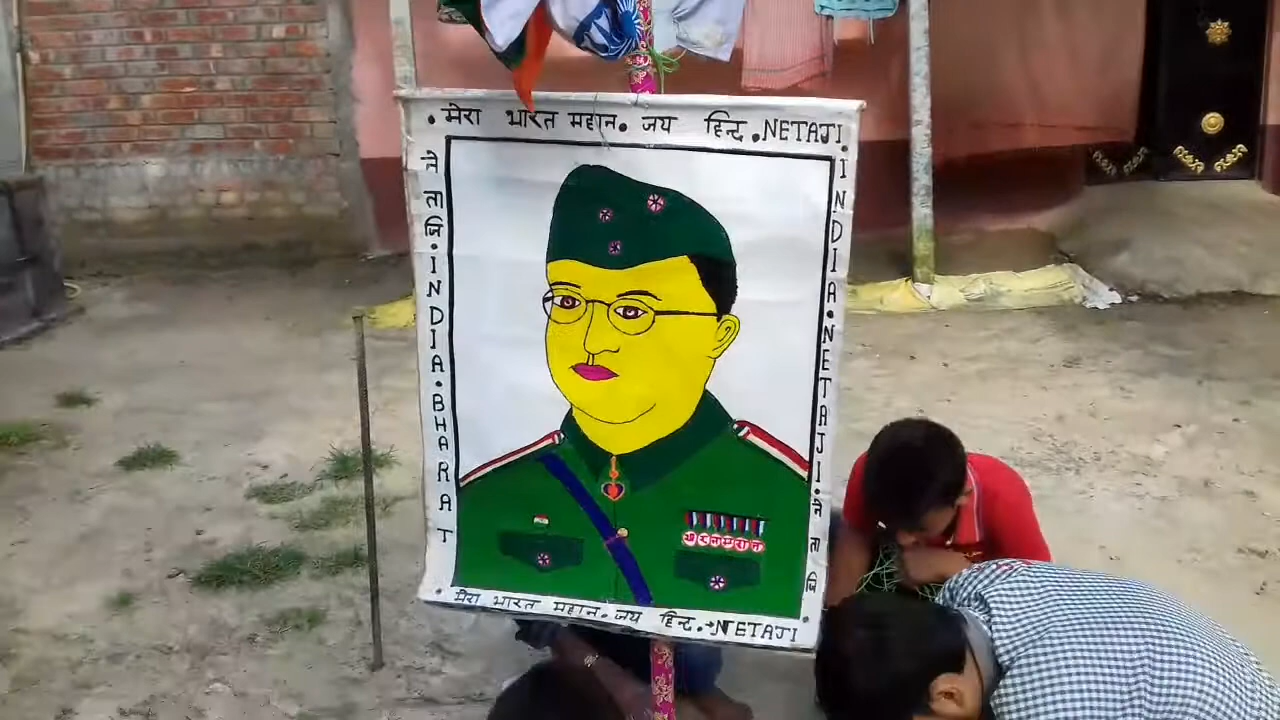 • मेरा भारत महान • जय हिन्द • NETAJI •
नेताजि • INDIA • BHARAT
INDIA • NETAJI • नेताजि
• मेरा भारत महान • जय हिन्द • NETAJI •